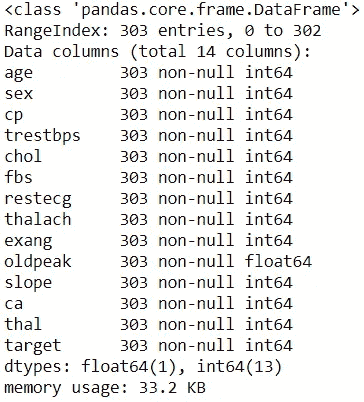 <class 'pandas.core.frame.DataFrame'>
RangeIndex: 303 entries, 0 to 302
Data columns (total 14 columns):
age         303 non-null int64
sex         303 non-null int64
cp          303 non-null int64
trestbps    303 non-null int64
chol        303 non-null int64
fbs         303 non-null int64
restecg     303 non-null int64
thalach     303 non-null int64
exang       303 non-null int64
oldpeak     303 non-null float64
slope       303 non-null int64
ca          303 non-null int64
thal        303 non-null int64
target      303 non-null int64
dtypes: float64(1), int64(13)
memory usage: 33.2 KB